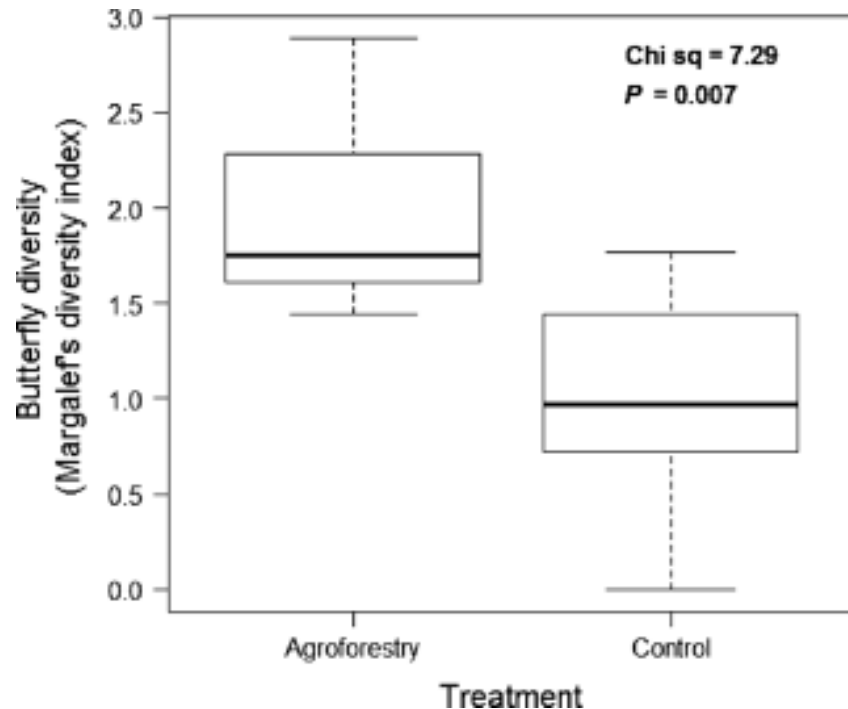 Butterfly diversity
(Margalef's diversity index)
3.0
2.5
2.0
1.5
1.0
0.5
0.0
Chi sq = 7.29
P = 0.007
Agroforestry
Control
Treatment